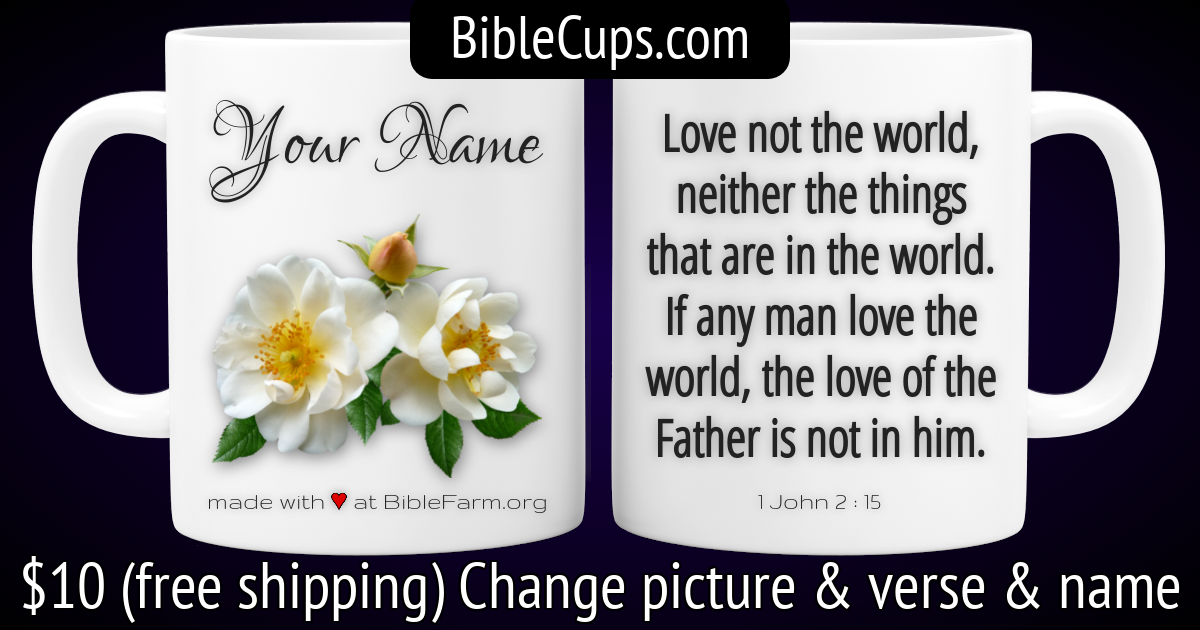 BibleCups.com
Your Name
made with ♥ at BibleFarm.org
Love not the world,
neither the things
that are in the world.
If any man love the
world, the love of the
Father is not in him.
1 John 2 : 15
$10 (free shipping) Change picture & verse & name